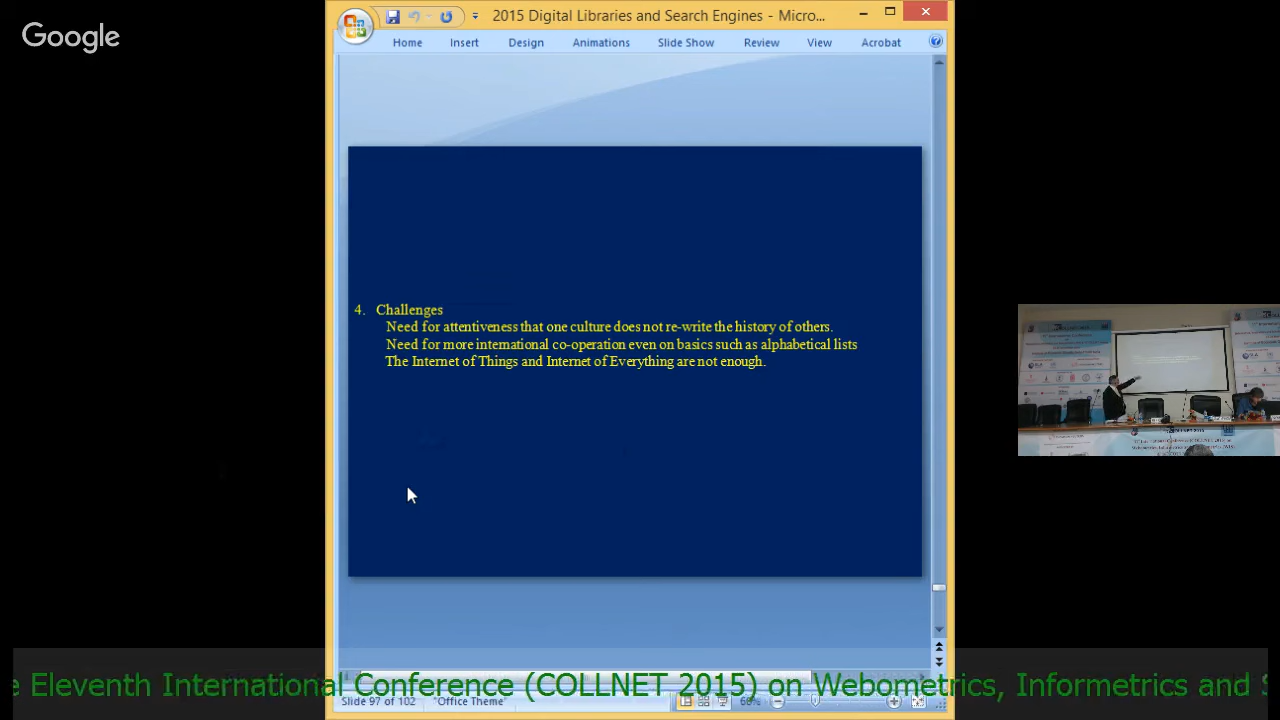 Google
2015 Digital Libraries and Search Engines - Micro...
Home Insert Design Animations Slide Show Review View Acrobat
4. Challenges
Need for attentiveness that one culture does not re-write the history of others.
Need for more international co-operation even on basics such as alphabetical lists
The Internet of Things and Internet of Everything are not enough.
e Eleventh International Conference (COLLNET 2015) on Webometrics, Informetrics and S
Slide 97 of 102 "Office Theme" 66%